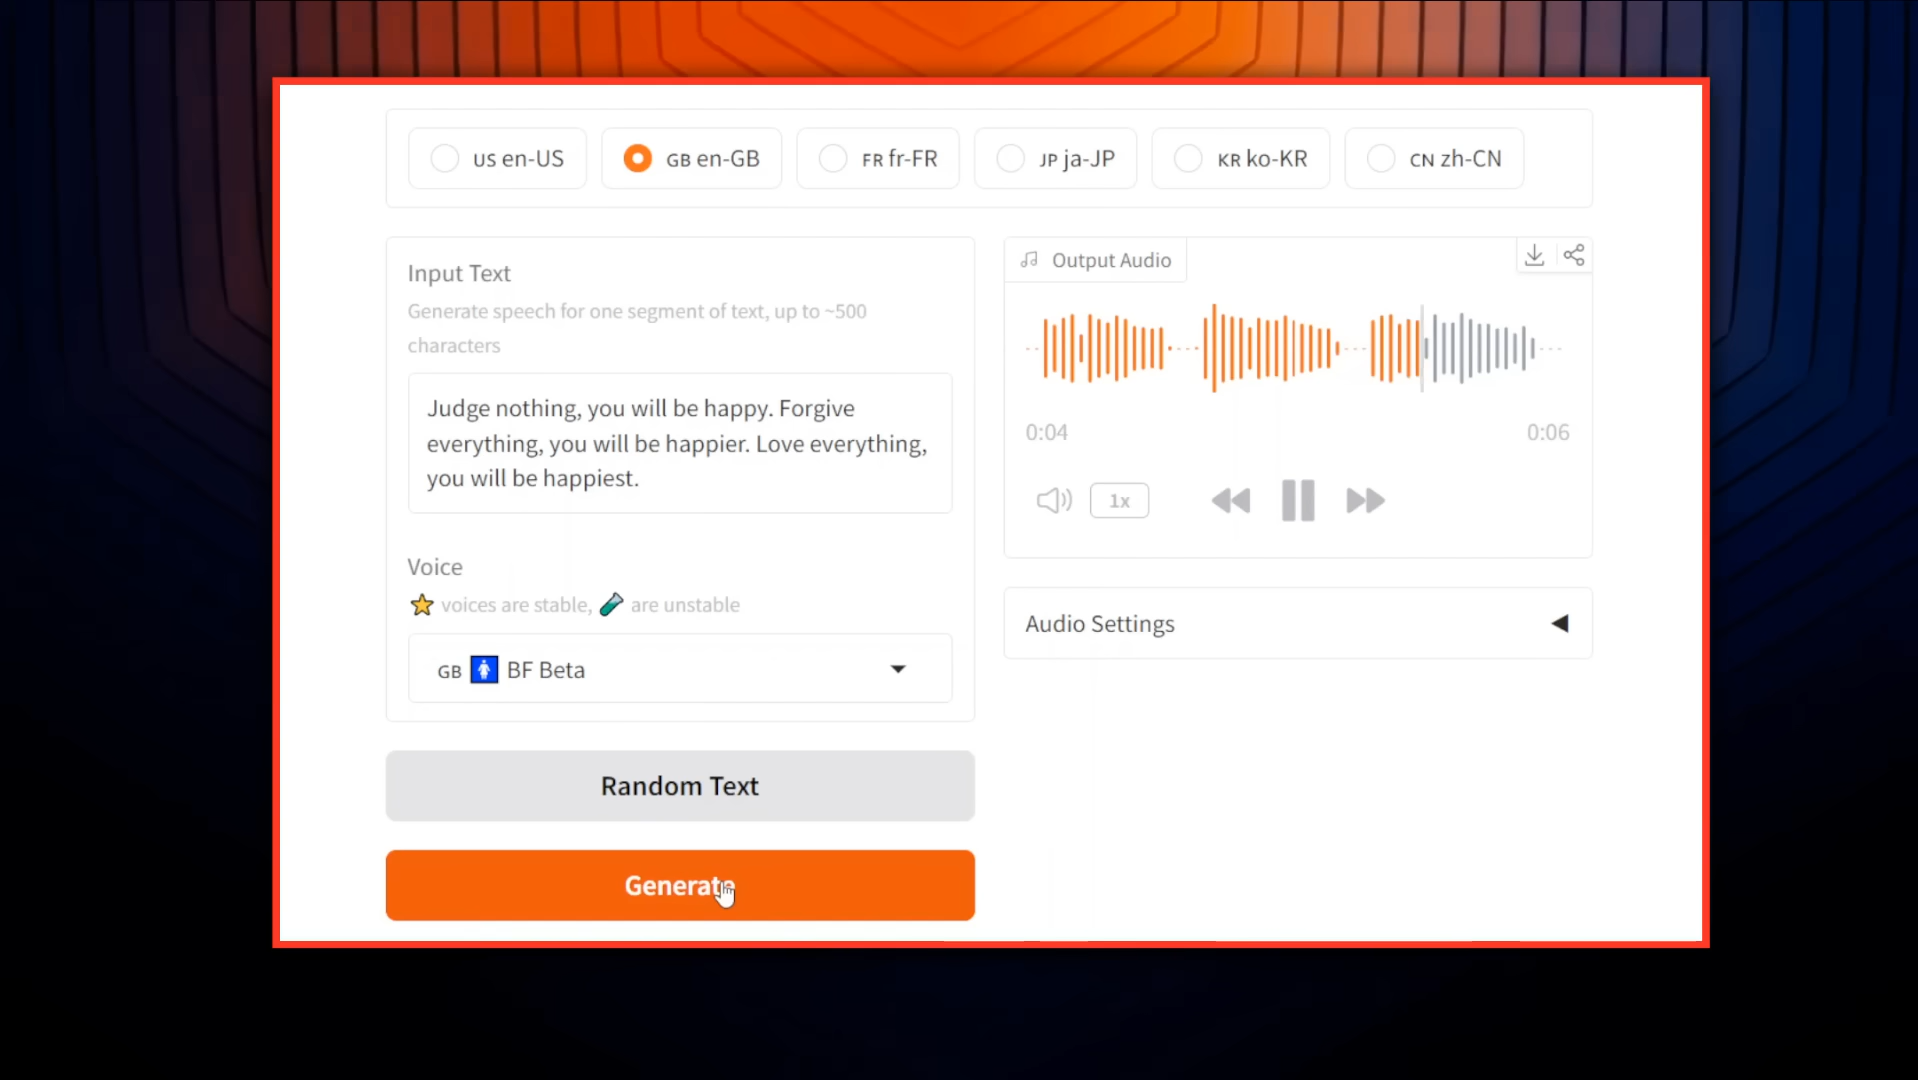 US en-US
GB en-GB
FR fr-FR
JP ja-JP
KR ko-KR
CN zh-CN
Input Text
Generate speech for one segment of text, up to ~500
characters
Judge nothing, you will be happy. Forgive
everything, you will be happier. Love everything,
you will be happiest.
Voice
⭐ voices are stable, 🧪 are unstable
GB 🚺 BF Beta
Random Text
Generate
Output Audio
0:04
0:06
1x
Audio Settings